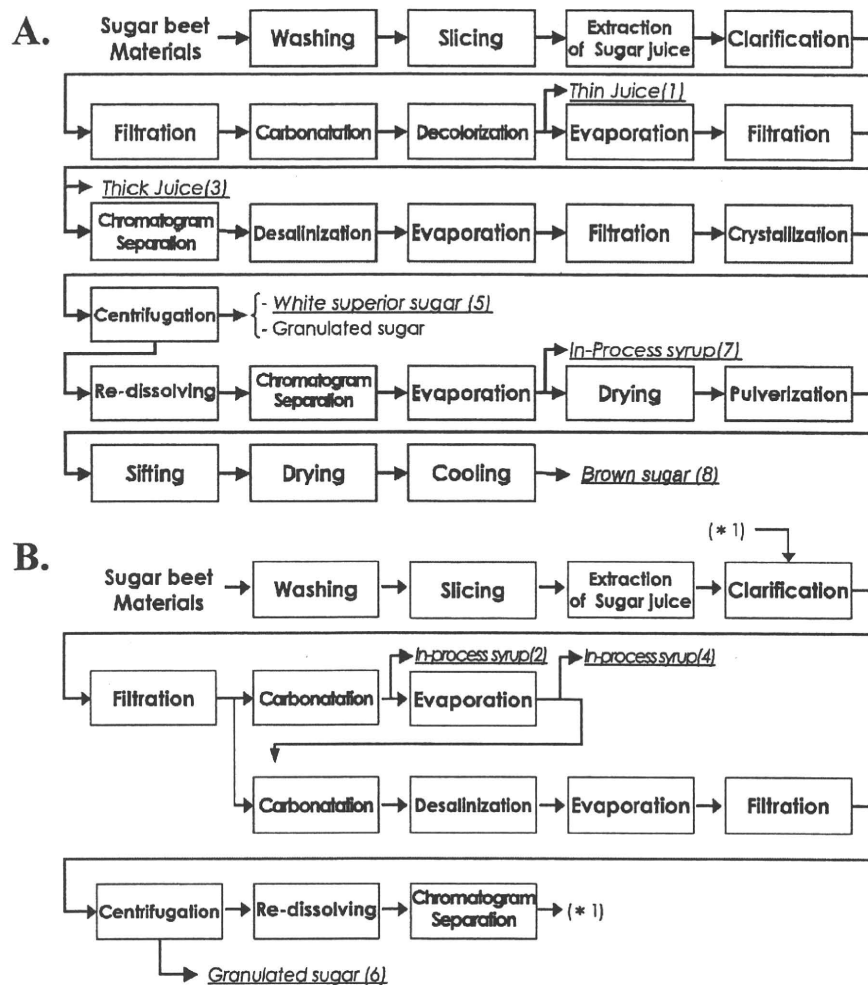 A.
Sugar beet
Materials
Washing
Slicing
Extraction
of Sugar juice
Clarification
Thin Juice(1)
Filtration
Carbonatation
Decolorization
Evaporation
Filtration
Thick Juice(3)
Chromatogram
Separation
Desalinization
Evaporation
Filtration
Crystallization
Centrifugation
- White superior sugar (5)
- Granulated sugar
In-Process syrup(7)
Re-dissolving
Chromatogram
Separation
Evaporation
Drying
Pulverization
Sifting
Drying
Cooling
Brown sugar (8)
(* 1)
B.
Sugar beet
Materials
Washing
Slicing
Extraction
of Sugar juice
Clarification
In-process syrup(2)
In-process syrup(4)
Filtration
Carbonatation
Evaporation
Carbonatation
Desalinization
Evaporation
Filtration
Centrifugation
Re-dissolving
Chromatogram
Separation
(* 1)
Granulated sugar (6)